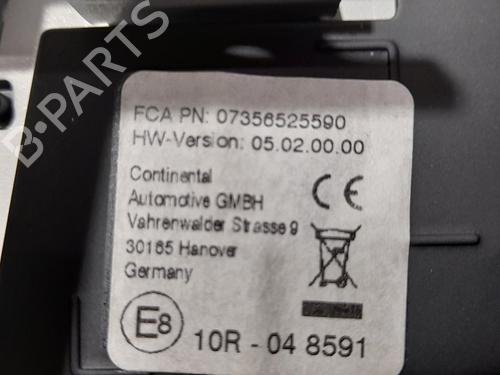 B-PARTS
FCA PN: 07356525590
HW-Version: 05.02.00.00
Continental
Automotive GMBH
Vahrenwalder Strasse 9
30165 Hanover
Germany
CE
E8
10R - 04 8591